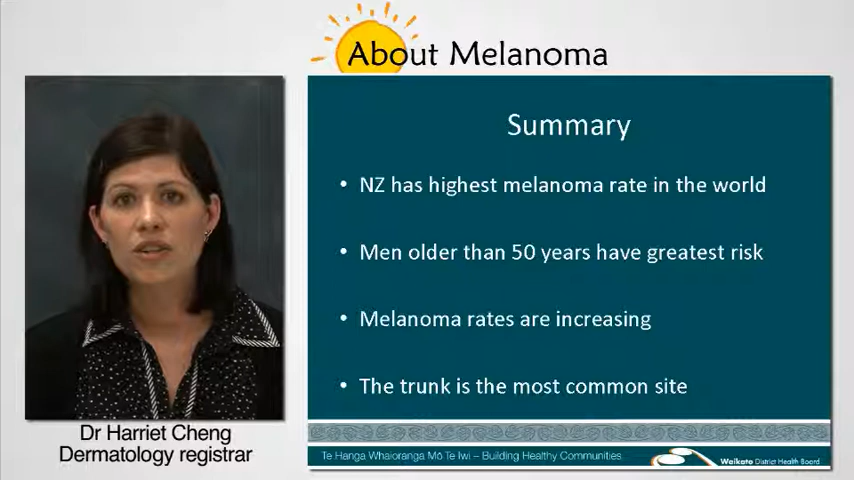 About Melanoma
Summary
• NZ has highest melanoma rate in the world
• Men older than 50 years have greatest risk
• Melanoma rates are increasing
• The trunk is the most common site
Dr Harriet Cheng
Dermatology registrar
Te Hanga Whaioranga Mō Te Iwi – Building Healthy Communities
Waikato District Health Board